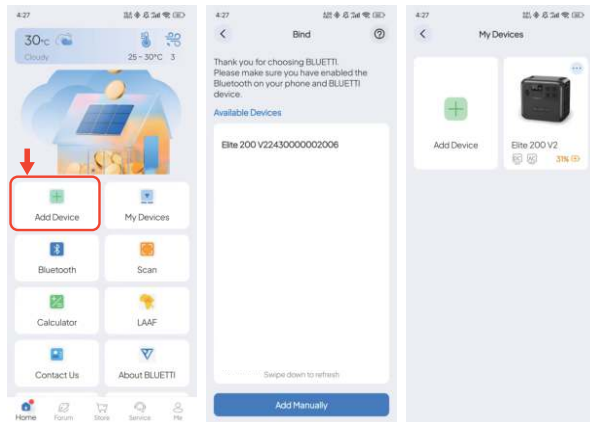 4:27
30°C
Cloudy
25 ~ 30°C 3
Add Device
My Devices
Bluetooth
Scan
Calculator
LAAF
Contact Us
About BLUETTI
Home
Forum
Store
Service
Me
4:27
Bind
Thank you for choosing BLUETTI.
Please make sure you have enabled the
Bluetooth on your phone and BLUETTI
device.
Available Devices
Elite 200 V22430000002006
Swipe down to refresh
Add Manually
4:27
My Devices
Add Device
Elite 200 V2
DC AC 31%